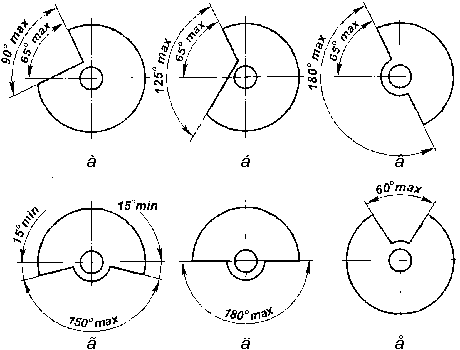 90° max
65° max
125° max
65° max
180° max
65° max
à
á
â
15° min
15° min
150° max
180° max
60° max
ã
ä
å